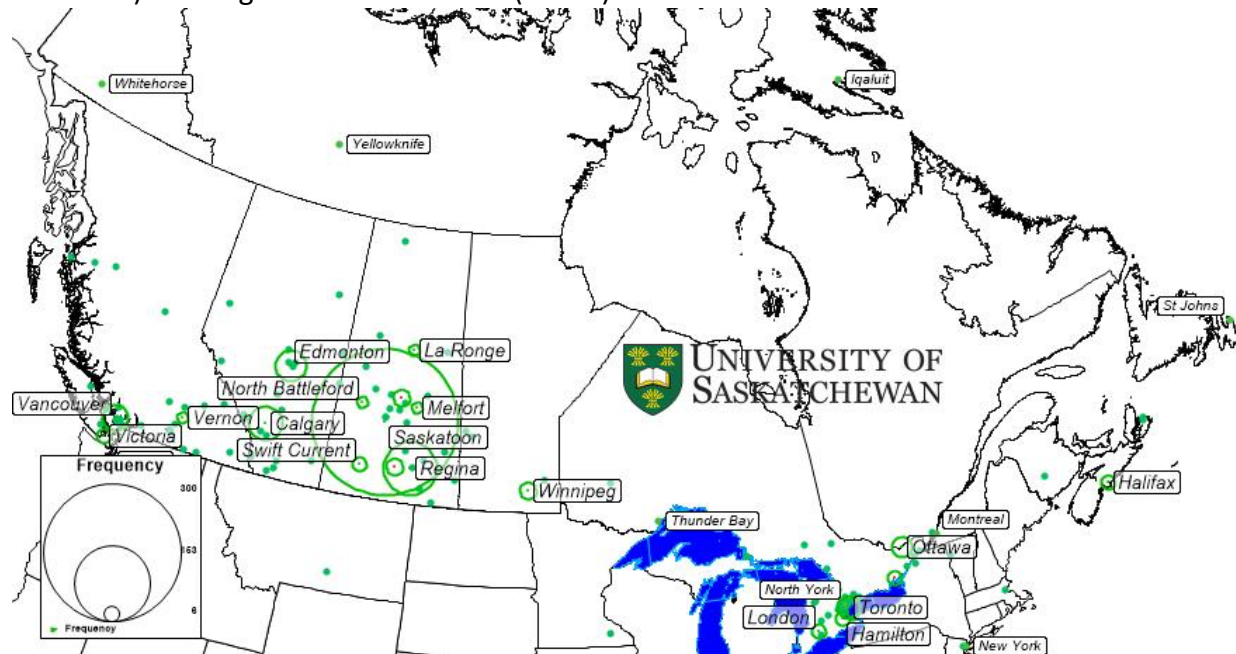 Whitehorse
Iqaluit
Yellowknife
St Johns
Edmonton
La Ronge
UNIVERSITY OF
SASKATCHEWAN
North Battleford
Vancouver
Vernon
Melfort
Calgary
Victoria
Saskatoon
Swift Current
Regina
Frequency
300
153
6
Frequency
Winnipeg
Halifax
Thunder Bay
Montreal
Ottawa
North York
Toronto
London
Hamilton
New York